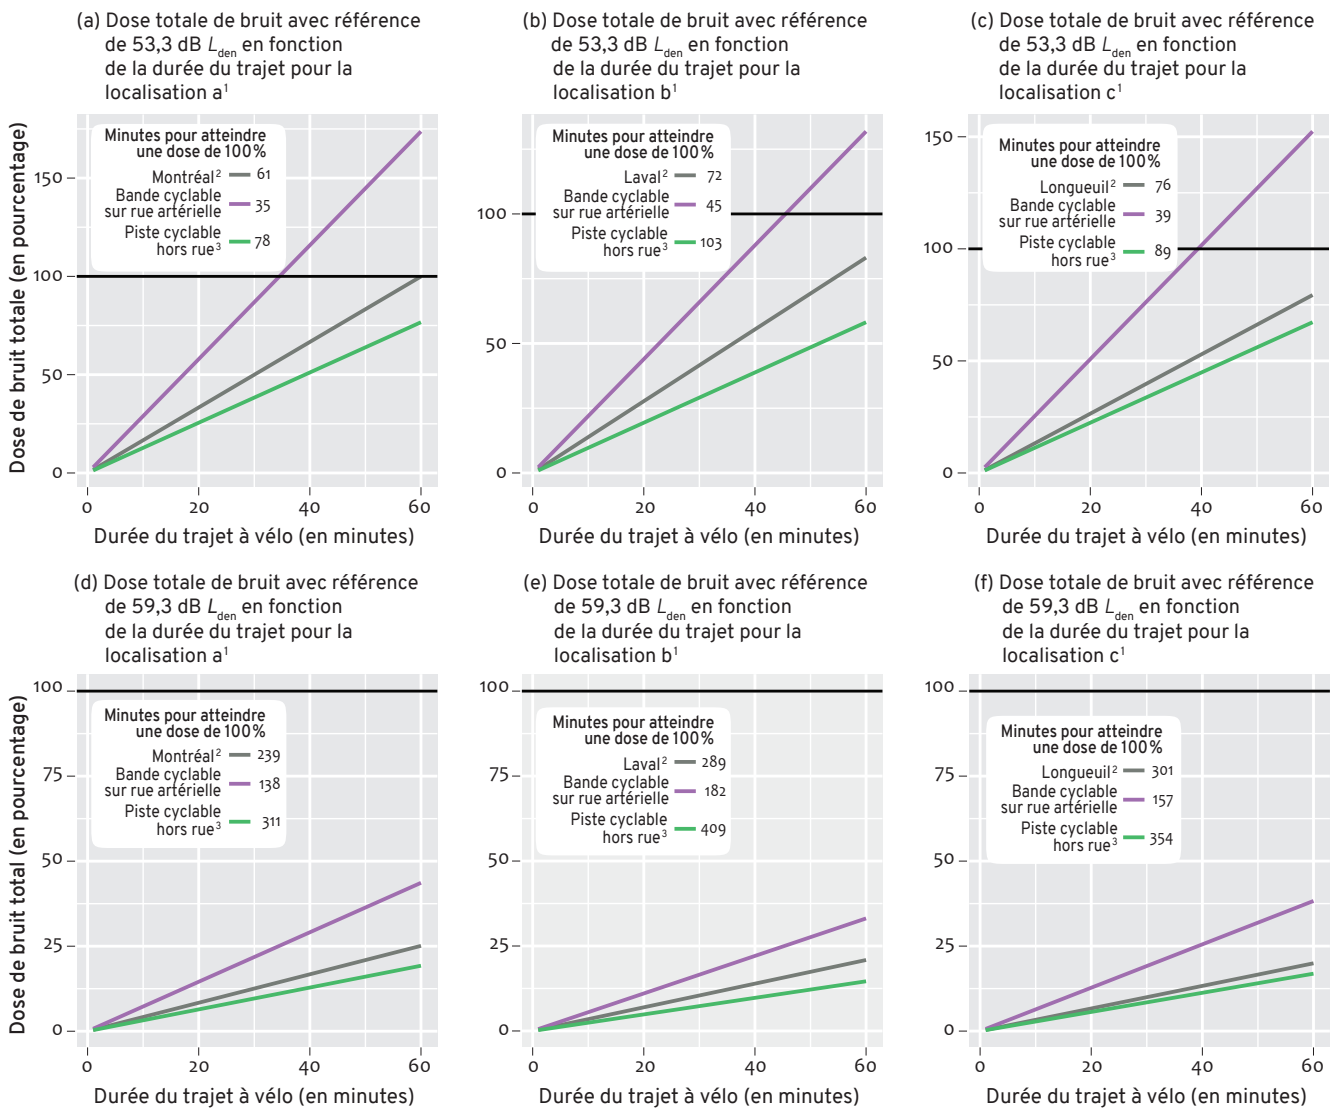 (a) Dose totale de bruit avec référence
de 53,3 dB Lden en fonction
de la durée du trajet pour la
localisation a¹
Dose de bruit totale (en pourcentage)
150
100
50
0
Minutes pour atteindre
une dose de 100%
Montréal² 61
Bande cyclable
sur rue artérielle 35
Piste cyclable
hors rue³ 78
0 20 40 60
Durée du trajet à vélo (en minutes)
(b) Dose totale de bruit avec référence
de 53,3 dB Lden en fonction
de la durée du trajet pour la
localisation b¹
100
50
0
Minutes pour atteindre
une dose de 100%
Laval² 72
Bande cyclable
sur rue artérielle 45
Piste cyclable
hors rue³ 103
0 20 40 60
Durée du trajet à vélo (en minutes)
(c) Dose totale de bruit avec référence
de 53,3 dB Lden en fonction
de la durée du trajet pour la
localisation c¹
150
100
50
0
Minutes pour atteindre
une dose de 100%
Longueuil² 76
Bande cyclable
sur rue artérielle 39
Piste cyclable
hors rue³ 89
0 20 40 60
Durée du trajet à vélo (en minutes)
(d) Dose totale de bruit avec référence
de 59,3 dB Lden en fonction
de la durée du trajet pour la
localisation a¹
Dose de bruit total (en pourcentage)
100
75
50
25
0
Minutes pour atteindre
une dose de 100%
Montréal² 239
Bande cyclable
sur rue artérielle 138
Piste cyclable
hors rue³ 311
0 20 40 60
Durée du trajet à vélo (en minutes)
(e) Dose totale de bruit avec référence
de 59,3 dB Lden en fonction
de la durée du trajet pour la
localisation b¹
100
75
50
25
0
Minutes pour atteindre
une dose de 100%
Laval² 289
Bande cyclable
sur rue artérielle 182
Piste cyclable
hors rue³ 409
0 20 40 60
Durée du trajet à vélo (en minutes)
(f) Dose totale de bruit avec référence
de 59,3 dB Lden en fonction
de la durée du trajet pour la
localisation c¹
100
75
50
25
0
Minutes pour atteindre
une dose de 100%
Longueuil² 301
Bande cyclable
sur rue artérielle 157
Piste cyclable
hors rue³ 354
0 20 40 60
Durée du trajet à vélo (en minutes)